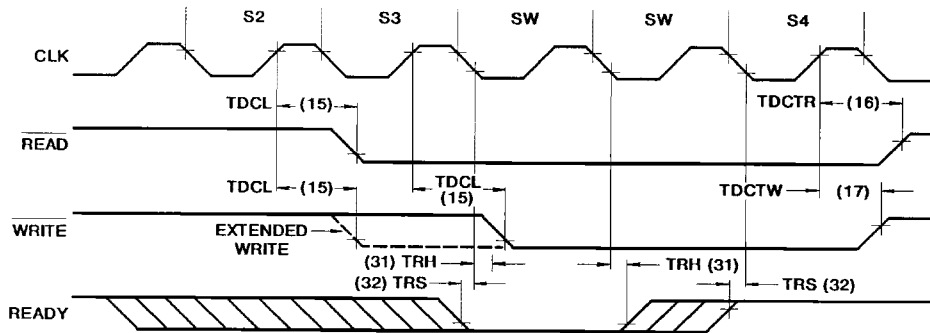 S2 S3 SW SW S4
CLK
TDCL (15) TDCTR (16)
READ
TDCL (15) TDCL (15) TDCTW (17)
WRITE EXTENDED WRITE
(31) TRH TRH (31)
(32) TRS TRS (32)
READY